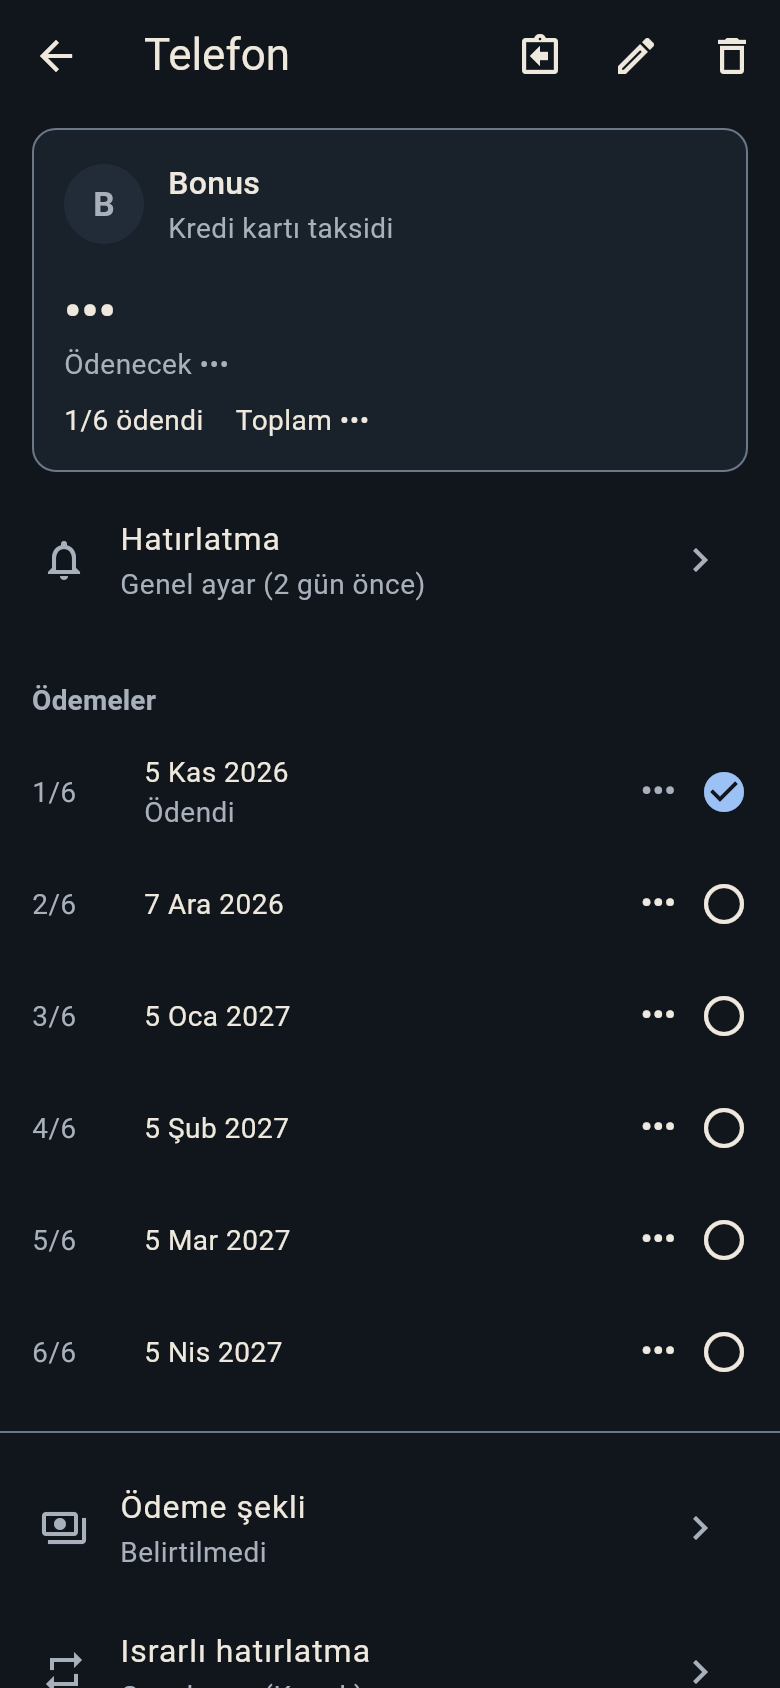 Telefon
B
Bonus
Kredi kartı taksidi
•••
Ödenecek •••
1/6 ödendi Toplam •••
Hatırlatma
Genel ayar (2 gün önce)
Ödemeler
1/6 5 Kas 2026 •••
Ödendi
2/6 7 Ara 2026 •••
3/6 5 Oca 2027 •••
4/6 5 Şub 2027 •••
5/6 5 Mar 2027 •••
6/6 5 Nis 2027 •••
Ödeme şekli
Belirtilmedi
Israrlı hatırlatma